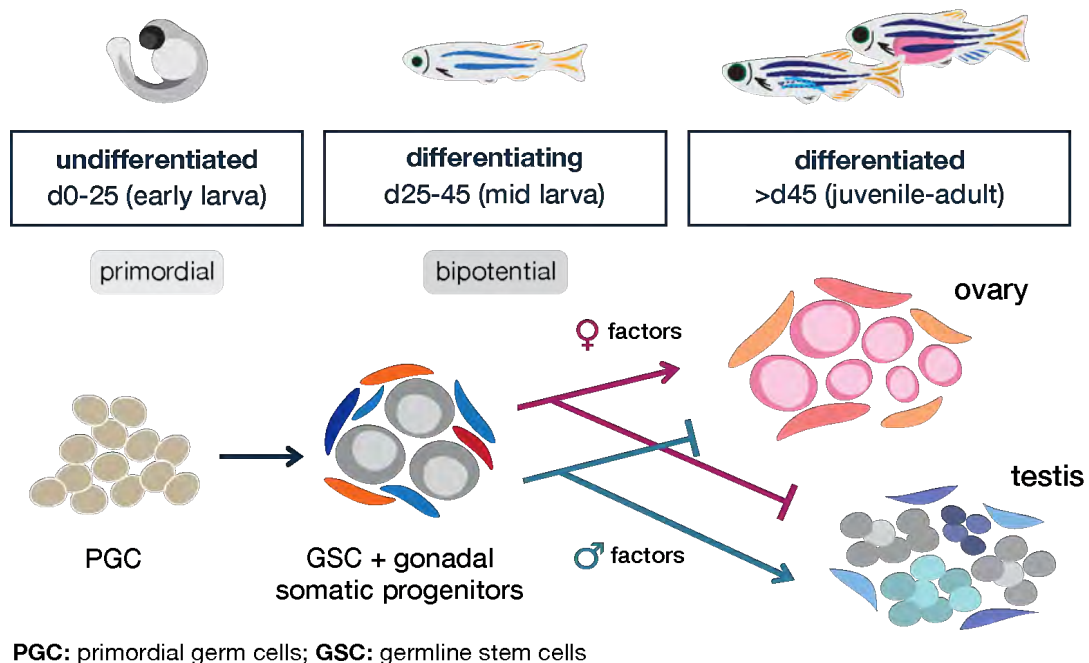 undifferentiated
d0-25 (early larva)
differentiating
d25-45 (mid larva)
differentiated
>d45 (juvenile-adult)
primordial
bipotential
ovary
♀ factors
testis
♂ factors
PGC
GSC + gonadal
somatic progenitors
PGC: primordial germ cells; GSC: germline stem cells